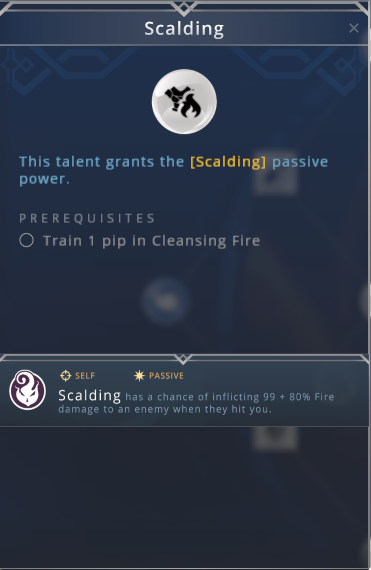 Scalding
This talent grants the [Scalding] passive
power.
PREREQUISITES
Train 1 pip in Cleansing Fire
SELF PASSIVE
Scalding has a chance of inflicting 99 + 80% Fire
damage to an enemy when they hit you.